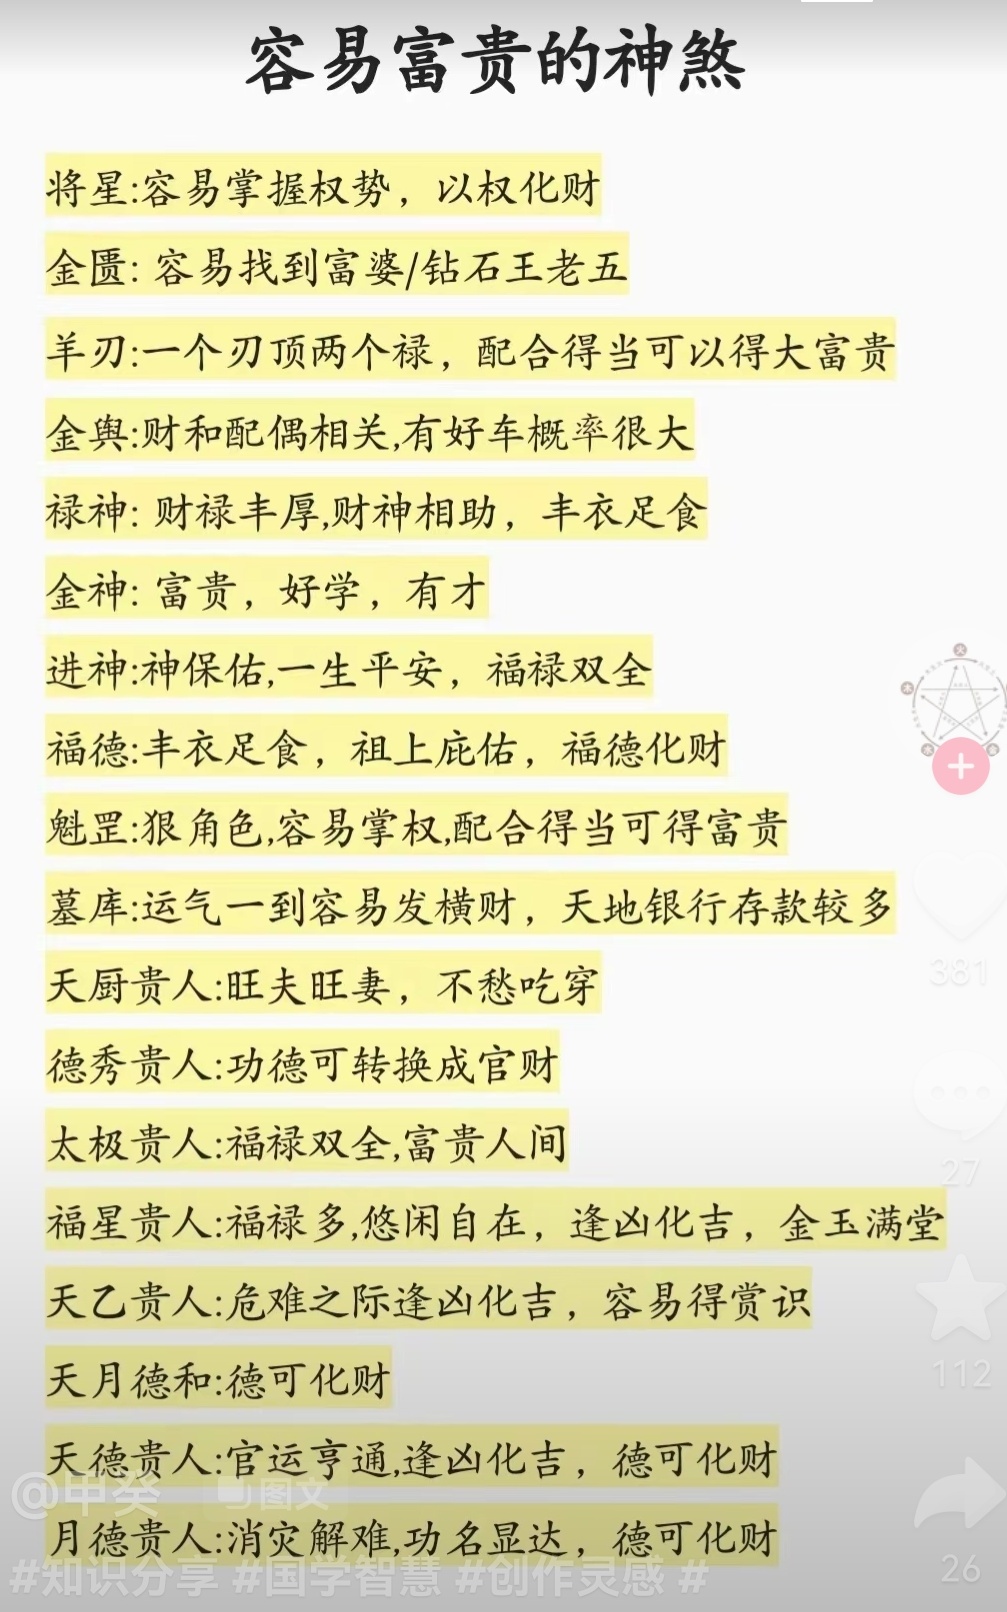 容易富贵的神煞
将星:容易掌握权势，以权化财
金匮: 容易找到富婆/钻石王老五
羊刃:一个刃顶两个禄，配合得当可以得大富贵
金舆:财和配偶相关,有好车概率很大
禄神: 财禄丰厚,财神相助，丰衣足食
金神: 富贵，好学，有才
进神:神保佑,一生平安，福禄双全
福德:丰衣足食，祖上庇佑，福德化财
魁罡:狠角色,容易掌权,配合得当可得富贵
墓库:运气一到容易发横财，天地银行存款较多
381
天厨贵人:旺夫旺妻，不愁吃穿
德秀贵人:功德可转换成官财
太极贵人:福禄双全,富贵人间
27
福星贵人:福禄多,悠闲自在，逢凶化吉，金玉满堂
天乙贵人:危难之际逢凶化吉，容易得赏识
天月德和:德可化财
112
天德贵人:官运亨通,逢凶化吉，德可化财
@甲癸 图文
月德贵人:消灾解难,功名显达，德可化财
26
#知识分享 #国学智慧 #创作灵感 #